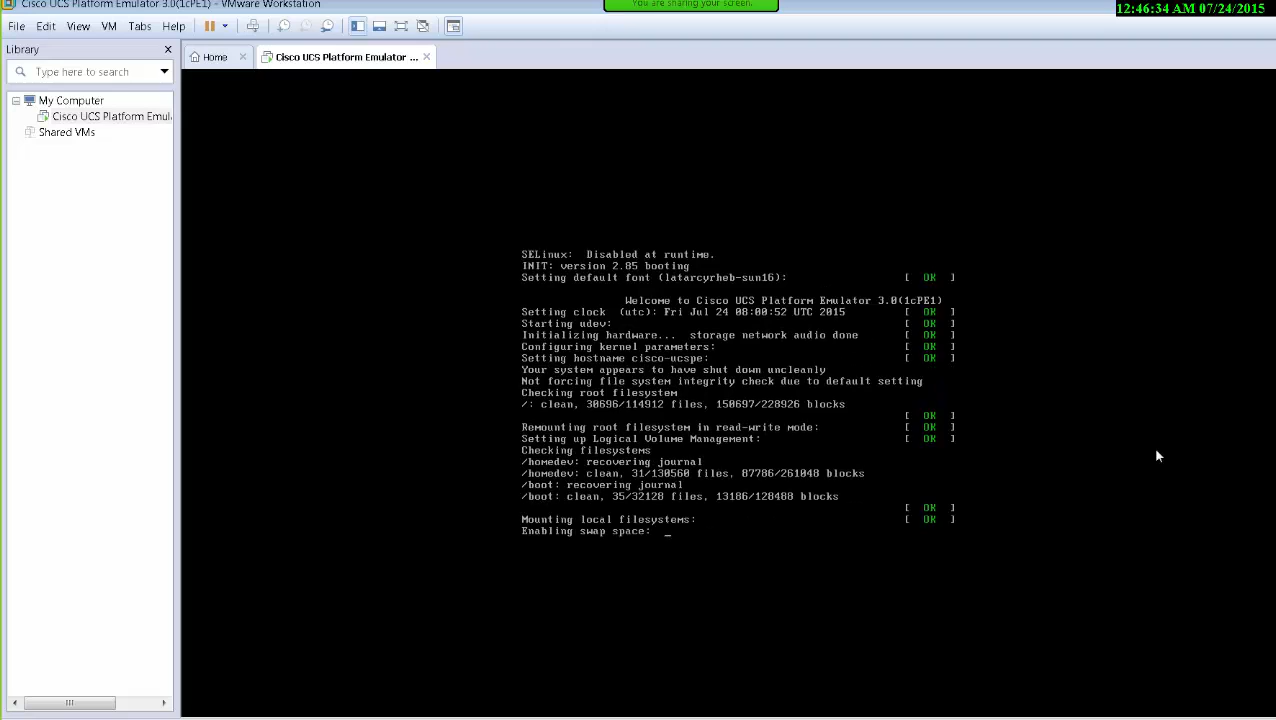 Cisco UCS Platform Emulator 3.0(1cPE1) - VMware Workstation
You are sharing your screen.
12:46:34 AM 07/24/2015
File Edit View VM Tabs Help
Library
Home
Cisco UCS Platform Emulator ...
Type here to search
My Computer
Cisco UCS Platform Emul
Shared VMs
SELinux:  Disabled at runtime.
INIT: version 2.85 booting
Setting default font (latarcyrheb-sun16): [ OK ]
Welcome to Cisco UCS Platform Emulator 3.0(1cPE1)
Setting clock  (utc): Fri Jul 24 08:00:52 UTC 2015 [ OK ]
Starting udev: [ OK ]
Initializing hardware...  storage network audio done [ OK ]
Configuring kernel parameters: [ OK ]
Setting hostname cisco-ucspe: [ OK ]
Your system appears to have shut down uncleanly
Not forcing file system integrity check due to default setting
Checking root filesystem
/: clean, 30696/114912 files, 150697/228926 blocks
[ OK ]
Remounting root filesystem in read-write mode: [ OK ]
Setting up Logical Volume Management: [ OK ]
Checking filesystems
/homedev: recovering journal
/homedev: clean, 31/130560 files, 87786/261048 blocks
/boot: recovering journal
/boot: clean, 35/32128 files, 13186/128488 blocks
[ OK ]
Mounting local filesystems: [ OK ]
Enabling swap space: _